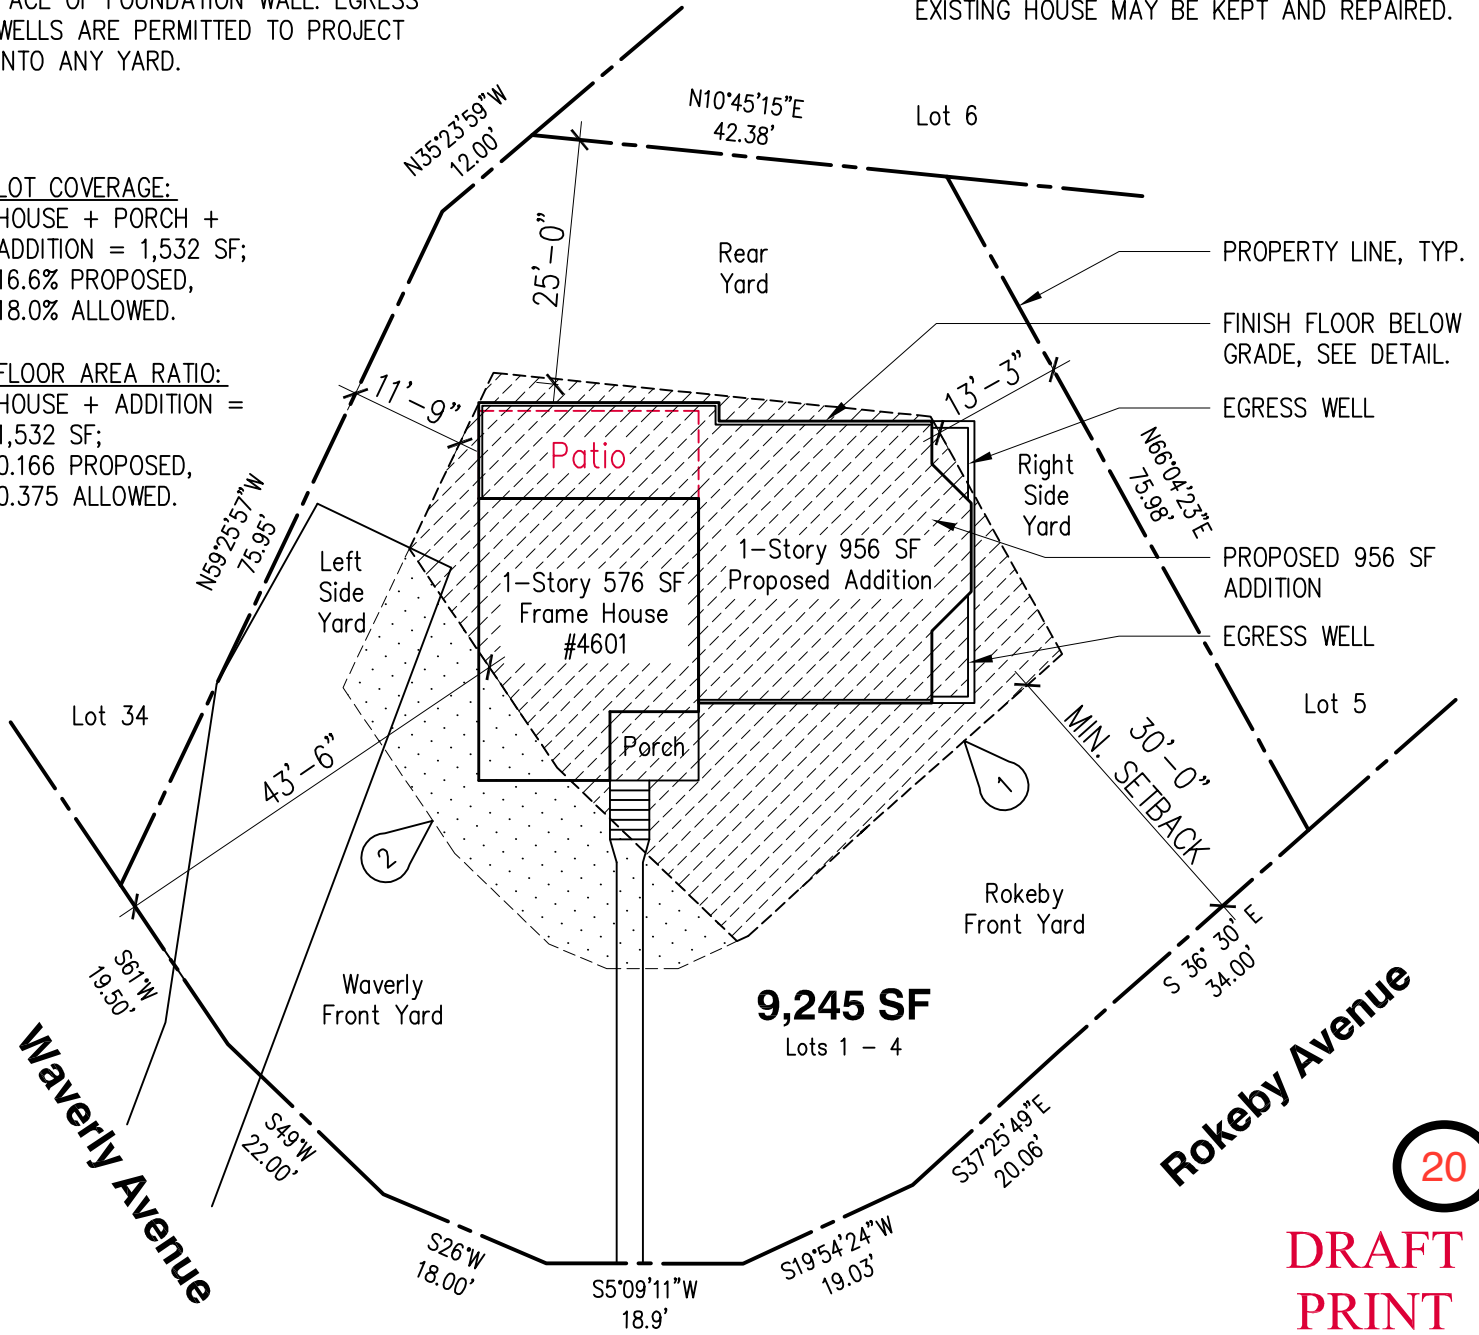 FACE OF FOUNDATION WALL. EGRESS
WELLS ARE PERMITTED TO PROJECT
INTO ANY YARD.
EXISTING HOUSE MAY BE KEPT AND REPAIRED.
N35°23'59"W
12.00'
N10°45'15"E
42.38'
Lot 6
LOT COVERAGE:
HOUSE + PORCH +
ADDITION = 1,532 SF;
16.6% PROPOSED,
18.0% ALLOWED.
FLOOR AREA RATIO:
HOUSE + ADDITION =
1,532 SF;
0.166 PROPOSED,
0.375 ALLOWED.
25'-0"
Rear
Yard
PROPERTY LINE, TYP.
FINISH FLOOR BELOW
GRADE, SEE DETAIL.
EGRESS WELL
11'-9"
13'-3"
Patio
Right
Side
Yard
N66°04'23"E
75.98'
N59°25'57"W
75.95'
Left
Side
Yard
1-Story 576 SF
Frame House
#4601
1-Story 956 SF
Proposed Addition
PROPOSED 956 SF
ADDITION
EGRESS WELL
Lot 34
Lot 5
43'-6"
Porch
30'-0"
MIN. SETBACK
1
2
Rokeby
Front Yard
S 36° 30' E
34.00'
S61°W
19.50'
Waverly
Front Yard
9,245 SF
Lots 1 - 4
Waverly Avenue
Rokeby Avenue
S49°W
22.00'
S37°25'49"E
20.06'
S26°W
18.00'
S19°54'24"W
19.03'
S5°09'11"W
18.9'
20
DRAFT
PRINT